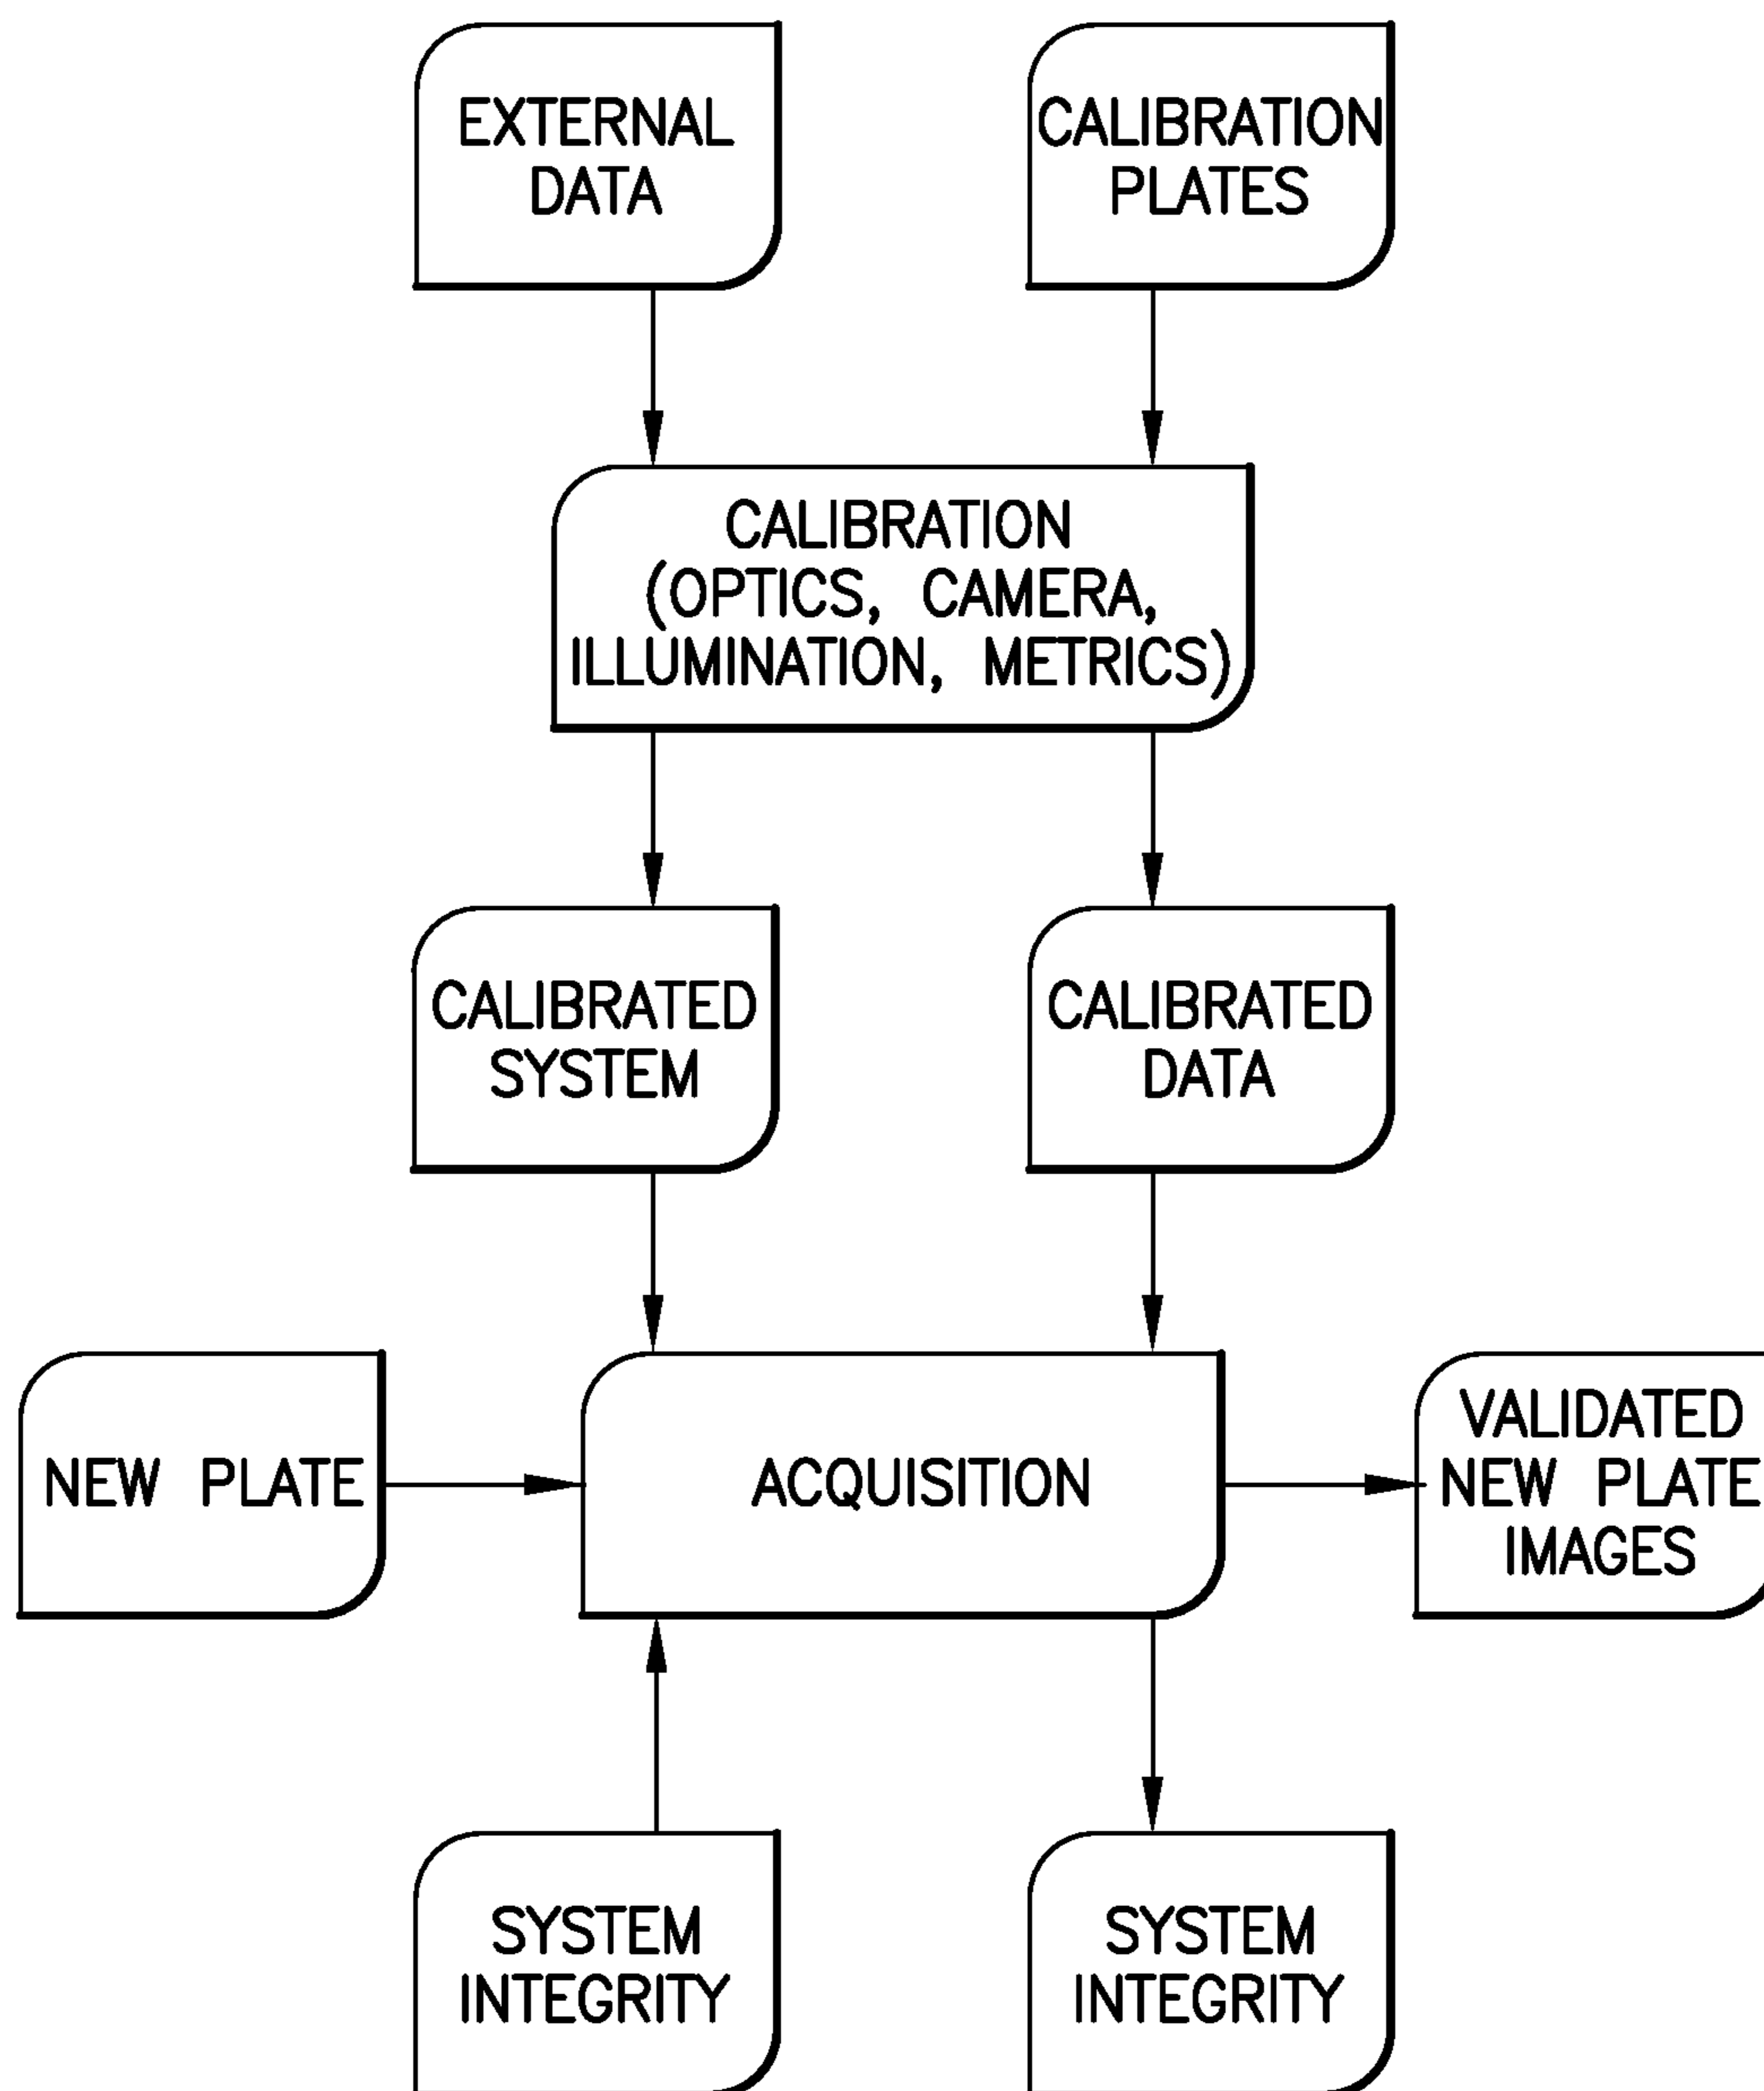 EXTERNAL
DATA
CALIBRATION
PLATES
CALIBRATION
(OPTICS, CAMERA,
ILLUMINATION, METRICS)
CALIBRATED
SYSTEM
CALIBRATED
DATA
NEW PLATE
ACQUISITION
VALIDATED
NEW PLATE
IMAGES
SYSTEM
INTEGRITY
SYSTEM
INTEGRITY